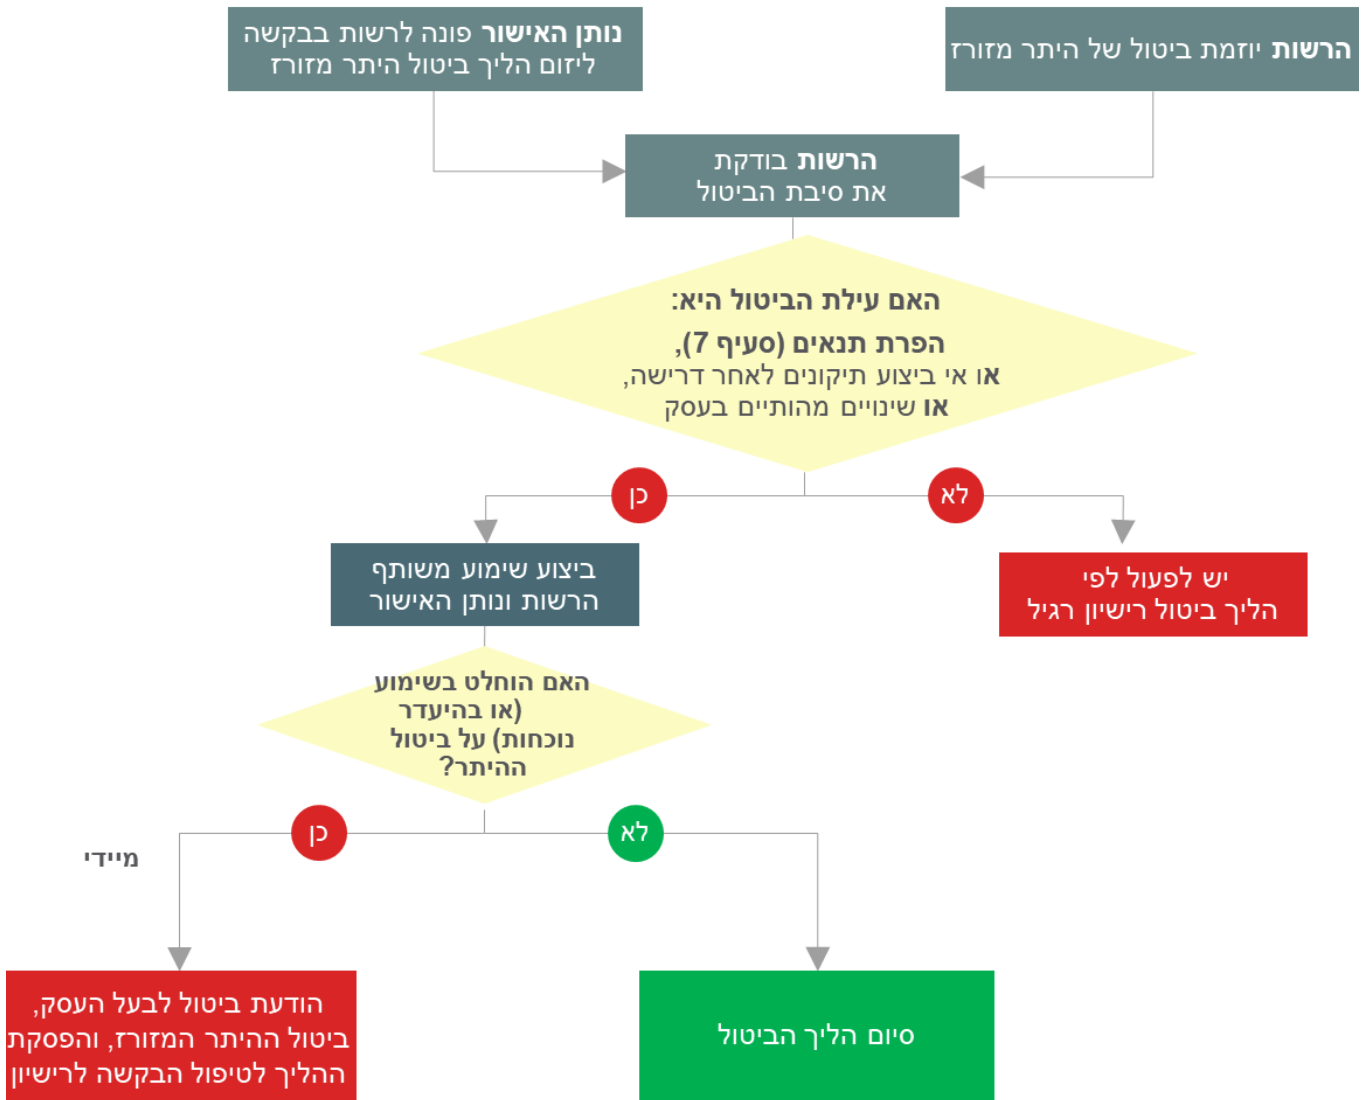 הרשות יוזמת ביטול של היתר מזורז
נותן האישור פונה לרשות בבקשה
ליזום הליך ביטול היתר מזורז
הרשות בודקת
את סיבת הביטול
האם עילת הביטול היא:
הפרת תנאים (סעיף 7),
או אי ביצוע תיקונים לאחר דרישה,
או שינויים מהותיים בעסק
לא
כן
יש לפעול לפי
הליך ביטול רישיון רגיל
ביצוע שימוע משותף
הרשות ונותן האישור
האם הוחלט בשימוע
(או בהיעדר
נוכחות) על ביטול
ההיתר?
לא
כן
מיידי
סיום הליך הביטול
הודעת ביטול לבעל העסק,
ביטול ההיתר המזורז, והפסקת
ההליך לטיפול הבקשה לרישיון